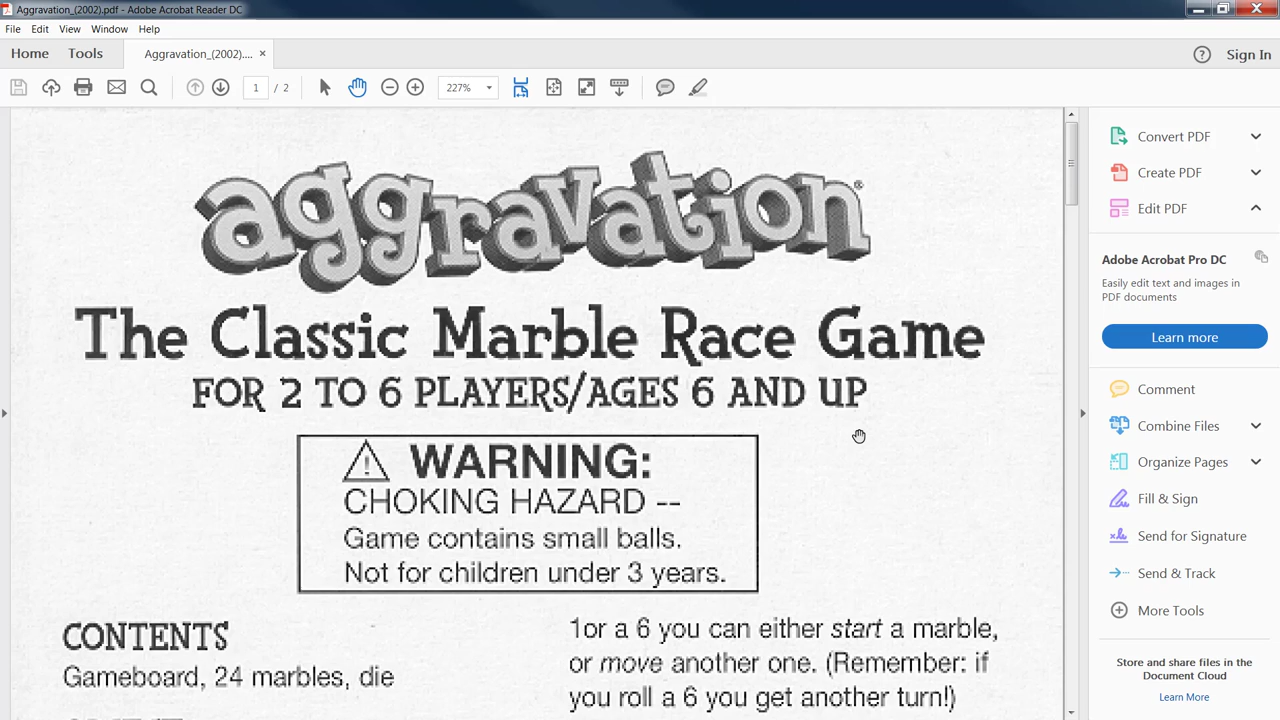 Aggravation_(2002).pdf - Adobe Acrobat Reader DC
File Edit View Window Help
Home Tools Aggravation_(2002).... × Sign In
1 / 2 227%
aggravation®
The Classic Marble Race Game
FOR 2 TO 6 PLAYERS/AGES 6 AND UP
WARNING:
CHOKING HAZARD --
Game contains small balls.
Not for children under 3 years.
CONTENTS
Gameboard, 24 marbles, die
1or a 6 you can either start a marble,
or move another one. (Remember: if
you roll a 6 you get another turn!)
Convert PDF
Create PDF
Edit PDF
Adobe Acrobat Pro DC
Easily edit text and images in
PDF documents
Learn more
Comment
Combine Files
Organize Pages
Fill & Sign
Send for Signature
Send & Track
More Tools
Store and share files in the
Document Cloud
Learn More